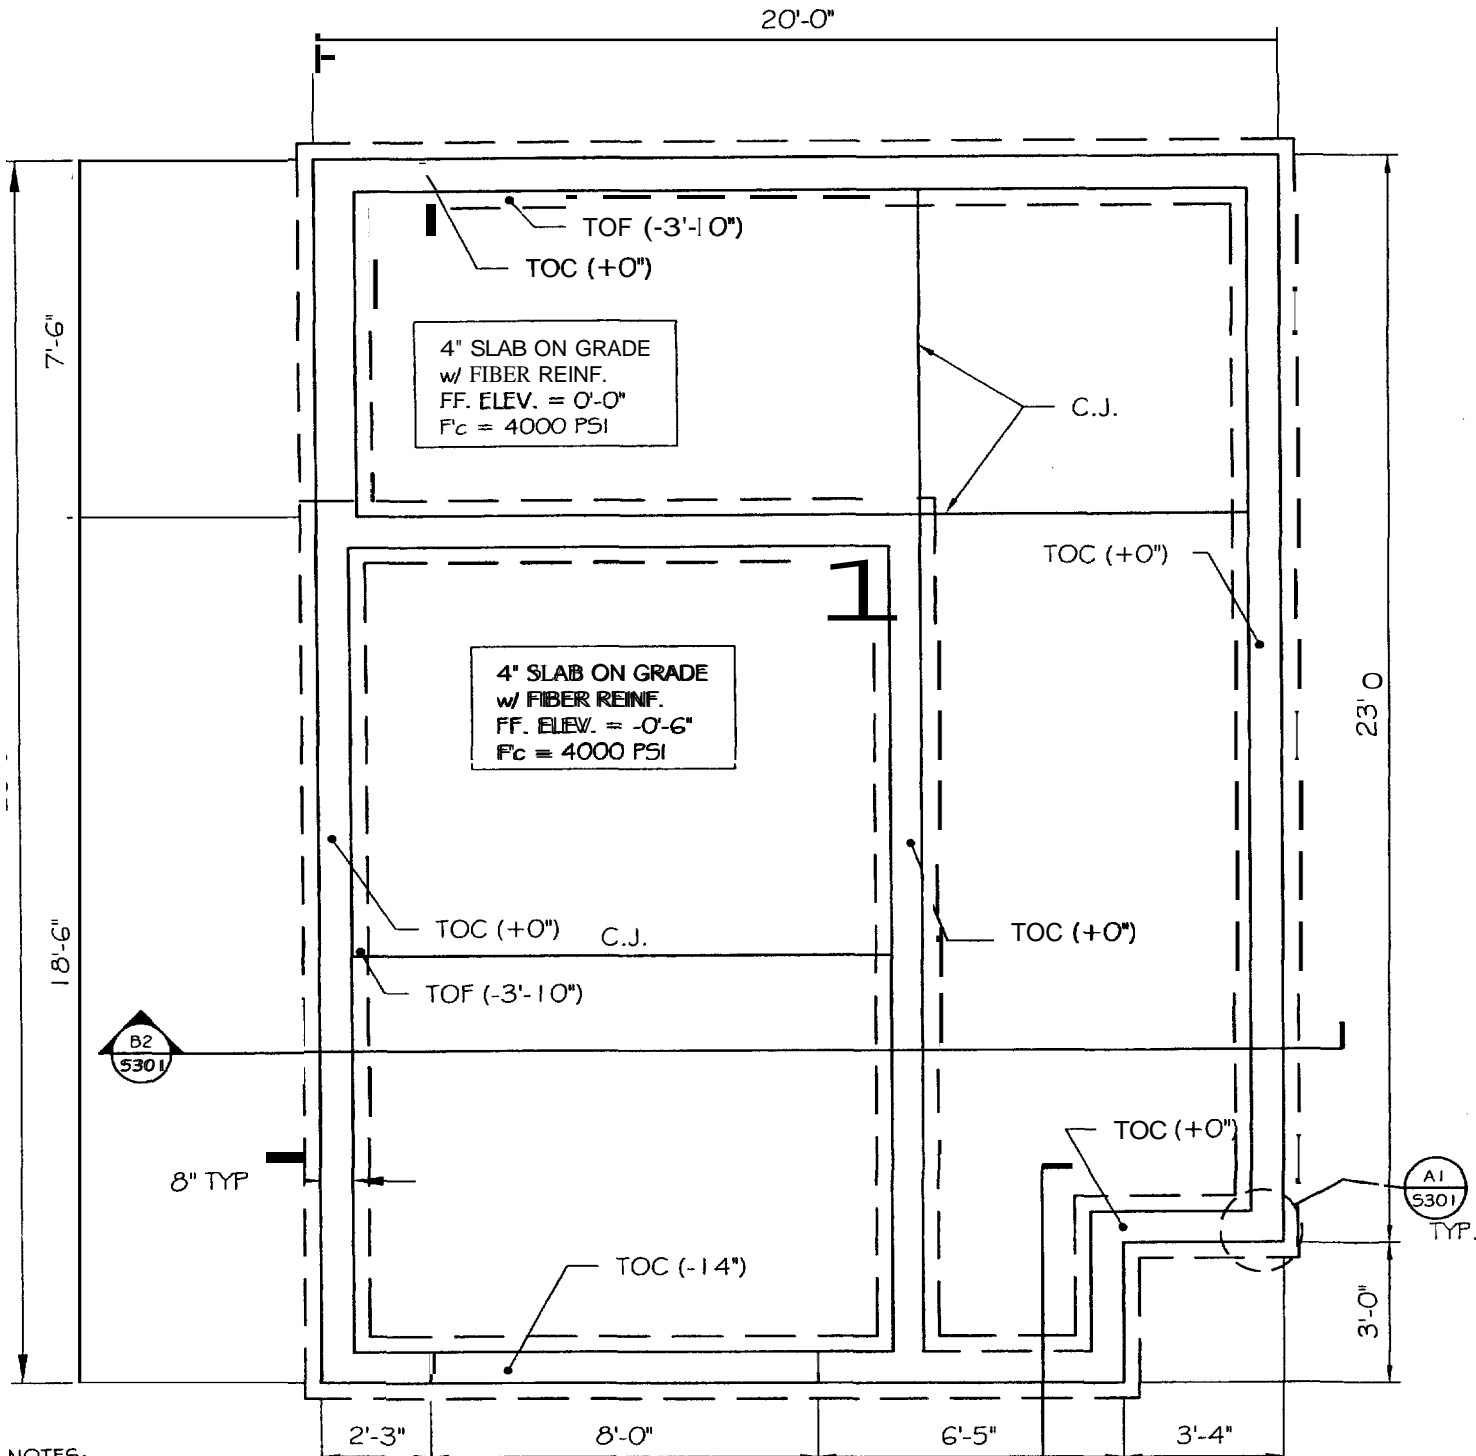 20'-0"
TOF (-3'-10")
TOC (+0")
7'-6"
4" SLAB ON GRADE
w/ FIBER REINF.
FF. ELEV. = 0'-0"
F'c = 4000 PSI
C.J.
TOC (+0")
1
4" SLAB ON GRADE
w/ FIBER REINF.
FF. ELEV. = -0'-6"
F'c = 4000 PSI
23' 0
18'-6"
TOC (+0")
C.J.
TOC (+0")
TOF (-3'-10")
B2
S301
TOC (+0")
8" TYP
A1
S301
TYP.
TOC (-14")
3'-0"
2'-3"
8'-0"
6'-5"
3'-4"
NOTES: